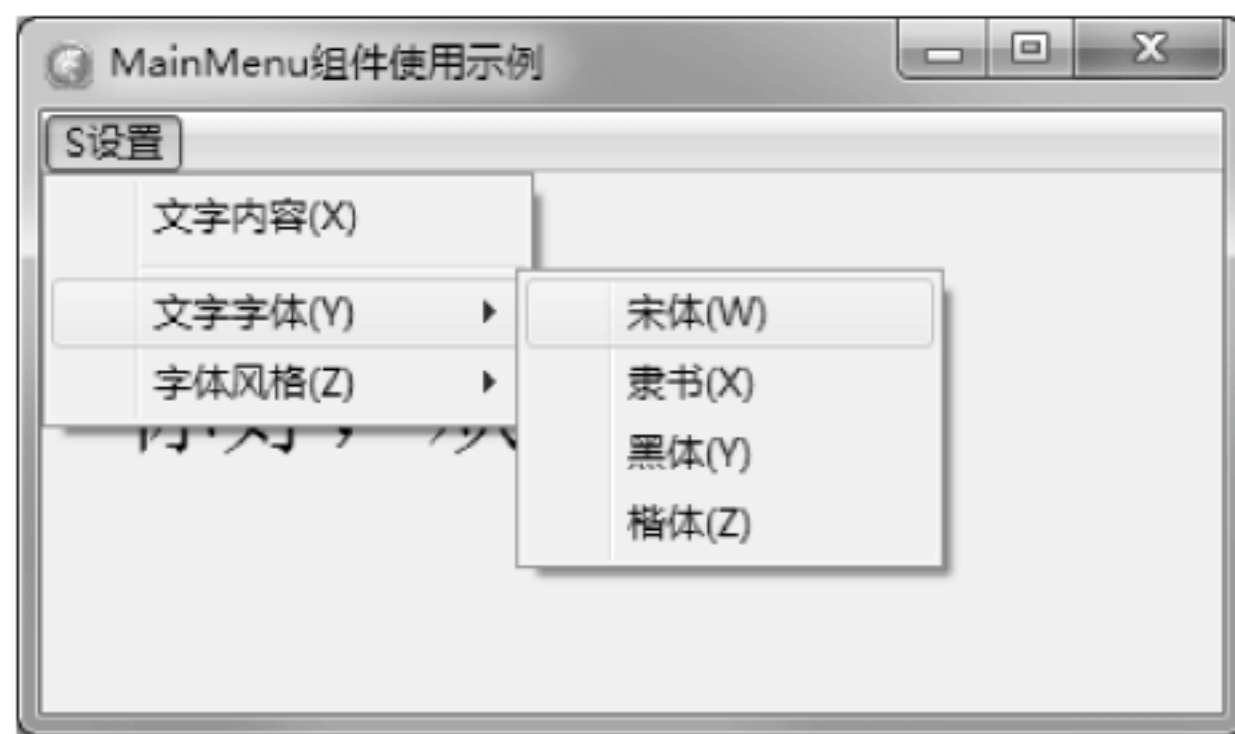 MainMenu组件使用示例
S设置
文字内容(X)
文字字体(Y)
字体风格(Z)
宋体(W)
隶书(X)
黑体(Y)
楷体(Z)